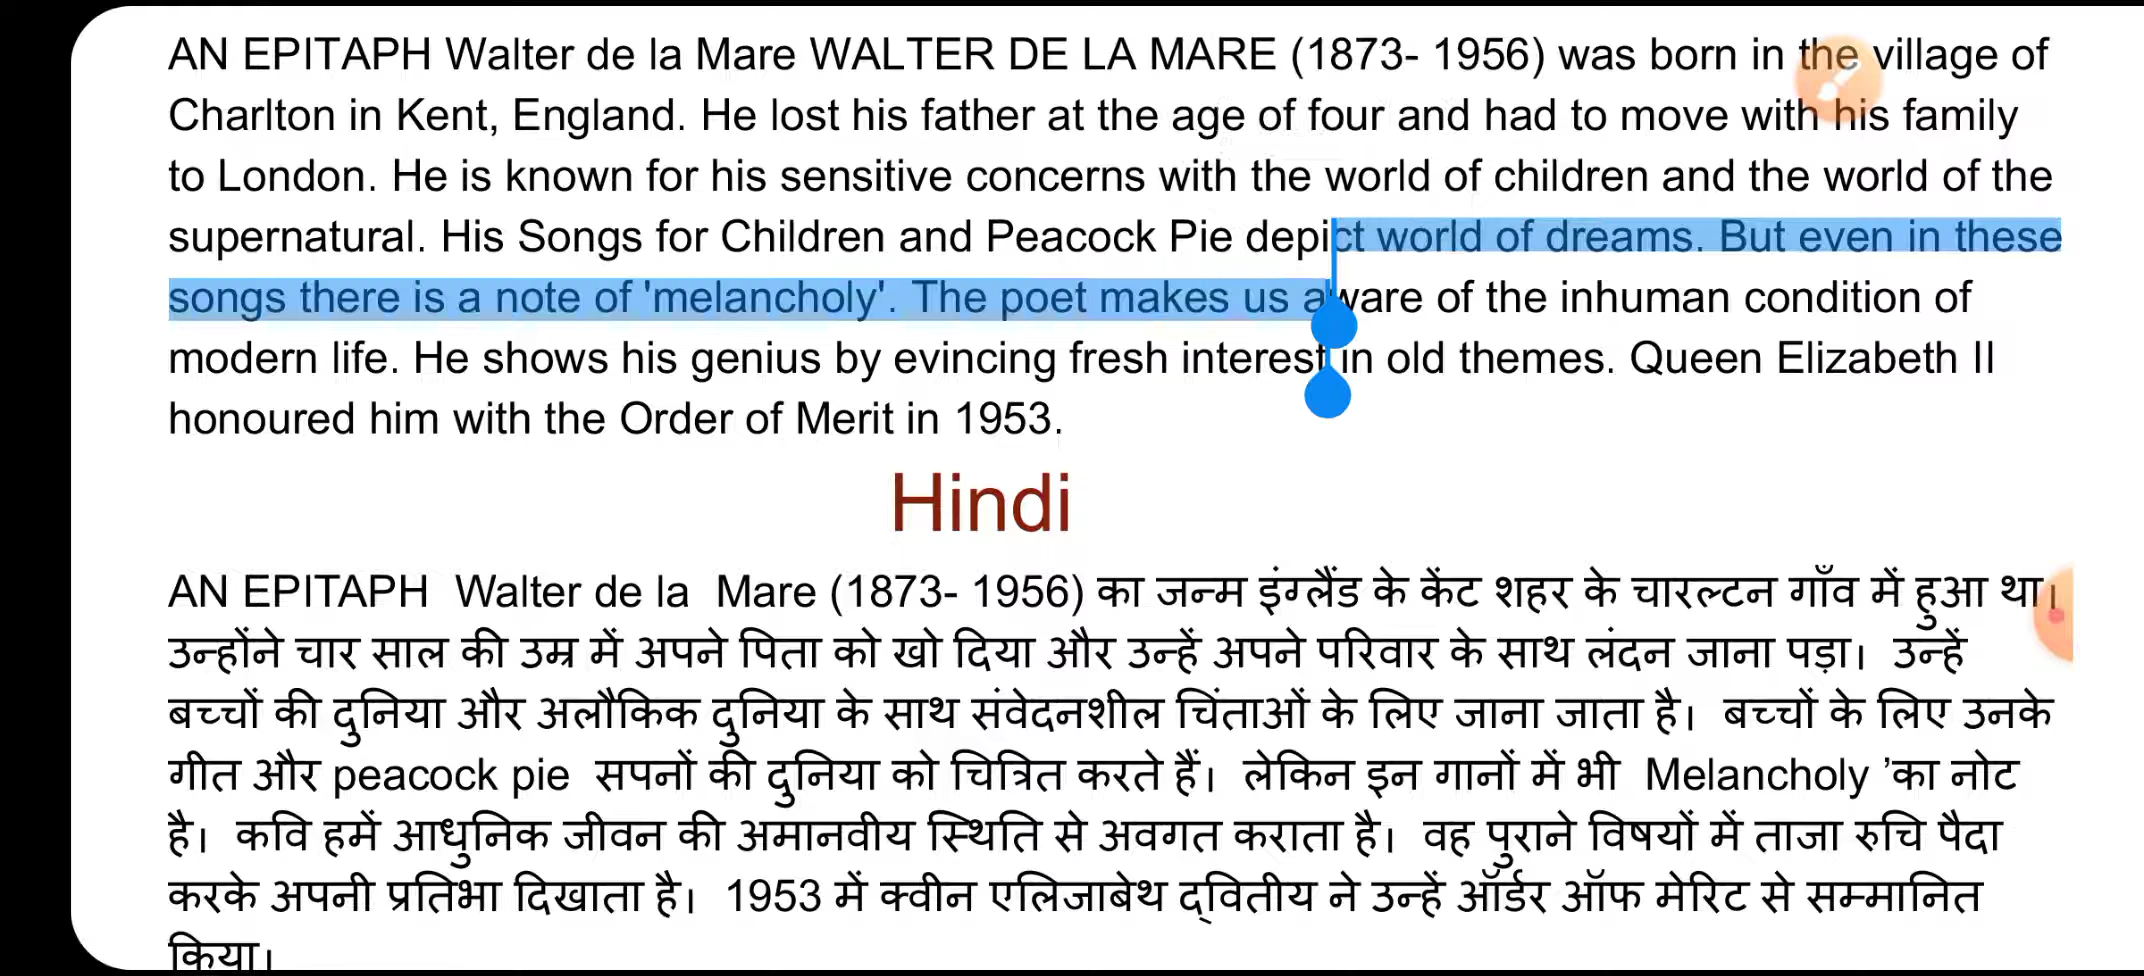 AN EPITAPH Walter de la Mare WALTER DE LA MARE (1873- 1956) was born in the village of
Charlton in Kent, England. He lost his father at the age of four and had to move with his family
to London. He is known for his sensitive concerns with the world of children and the world of the
supernatural. His Songs for Children and Peacock Pie depict world of dreams. But even in these
songs there is a note of 'melancholy'. The poet makes us aware of the inhuman condition of
modern life. He shows his genius by evincing fresh interest in old themes. Queen Elizabeth II
honoured him with the Order of Merit in 1953.
Hindi
AN EPITAPH Walter de la Mare (1873- 1956) का जन्म इंग्लैंड के केंट शहर के चारल्टन गाँव में हुआ था।
उन्होंने चार साल की उम्र में अपने पिता को खो दिया और उन्हें अपने परिवार के साथ लंदन जाना पड़ा। उन्हें
बच्चों की दुनिया और अलौकिक दुनिया के साथ संवेदनशील चिंताओं के लिए जाना जाता है। बच्चों के लिए उनके
गीत और peacock pie सपनों की दुनिया को चित्रित करते हैं। लेकिन इन गानों में भी Melancholy ’का नोट
है। कवि हमें आधुनिक जीवन की अमानवीय स्थिति से अवगत कराता है। वह पुराने विषयों में ताजा रुचि पैदा
करके अपनी प्रतिभा दिखाता है। 1953 में क्वीन एलिजाबेथ द्वितीय ने उन्हें ऑर्डर ऑफ मेरिट से सम्मानित
किया।